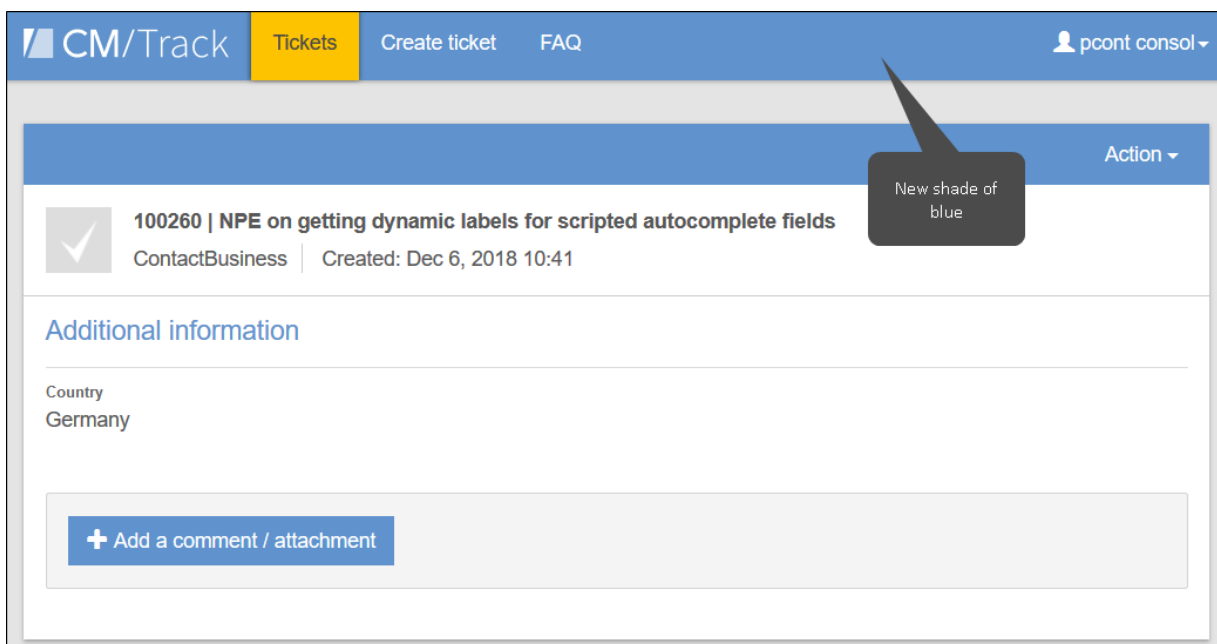 CM/Track Tickets Create ticket FAQ pcont consol
Action
New shade of
blue
100260 | NPE on getting dynamic labels for scripted autocomplete fields
ContactBusiness Created: Dec 6, 2018 10:41
Additional information
Country
Germany
Add a comment / attachment